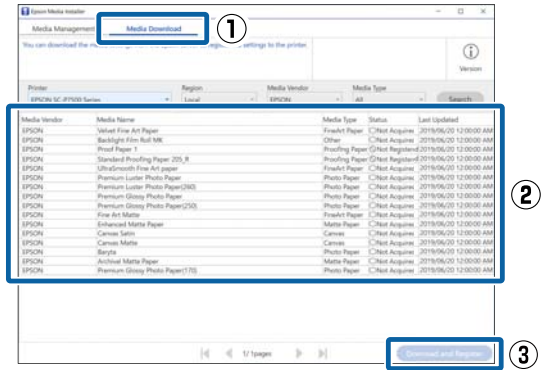 Epson Media Installer
Media Management Media Download ①
You can download the settings to the printer.
Version
Printer Region Media Vendor Media Type
EPSON SC-P7500 Series Local EPSON All Search
Media Vendor Media Name Media Type Status Last Updated
EPSON Velvet Fine Art Paper FineArt Paper Not Acquired 2019/06/20 12:00:00 AM
EPSON Backlight Film Roll MK Other Not Acquired 2019/06/20 12:00:00 AM
EPSON Proof Paper 1 Proofing Paper Not Registered 2019/06/20 12:00:00 AM
EPSON Standard Proofing Paper 205_R Proofing Paper Not Registered 2019/06/20 12:00:00 AM
EPSON UltraSmooth Fine Art paper FineArt Paper Not Acquired 2019/06/20 12:00:00 AM
EPSON Premium Luster Photo Paper Photo Paper Not Acquired 2019/06/20 12:00:00 AM
EPSON Premium Luster Photo Paper(260) Photo Paper Not Acquired 2019/06/20 12:00:00 AM
EPSON Premium Glossy Photo Paper Photo Paper Not Acquired 2019/06/20 12:00:00 AM
EPSON Premium Glossy Photo Paper(250) Photo Paper Not Acquired 2019/06/20 12:00:00 AM
EPSON Fine Art Matte FineArt Paper Not Acquired 2019/06/20 12:00:00 AM
EPSON Enhanced Matte Paper Matte Paper Not Acquired 2019/06/20 12:00:00 AM
EPSON Canvas Satin Canvas Not Acquired 2019/06/20 12:00:00 AM
EPSON Canvas Matte Canvas Not Acquired 2019/06/20 12:00:00 AM
EPSON Baryta Photo Paper Not Acquired 2019/06/20 12:00:00 AM
EPSON Archival Matte Paper Matte Paper Not Acquired 2019/06/20 12:00:00 AM
EPSON Premium Glossy Photo Paper(170) Photo Paper Not Acquired 2019/06/20 12:00:00 AM
②
1/ 1pages Download and Register ③